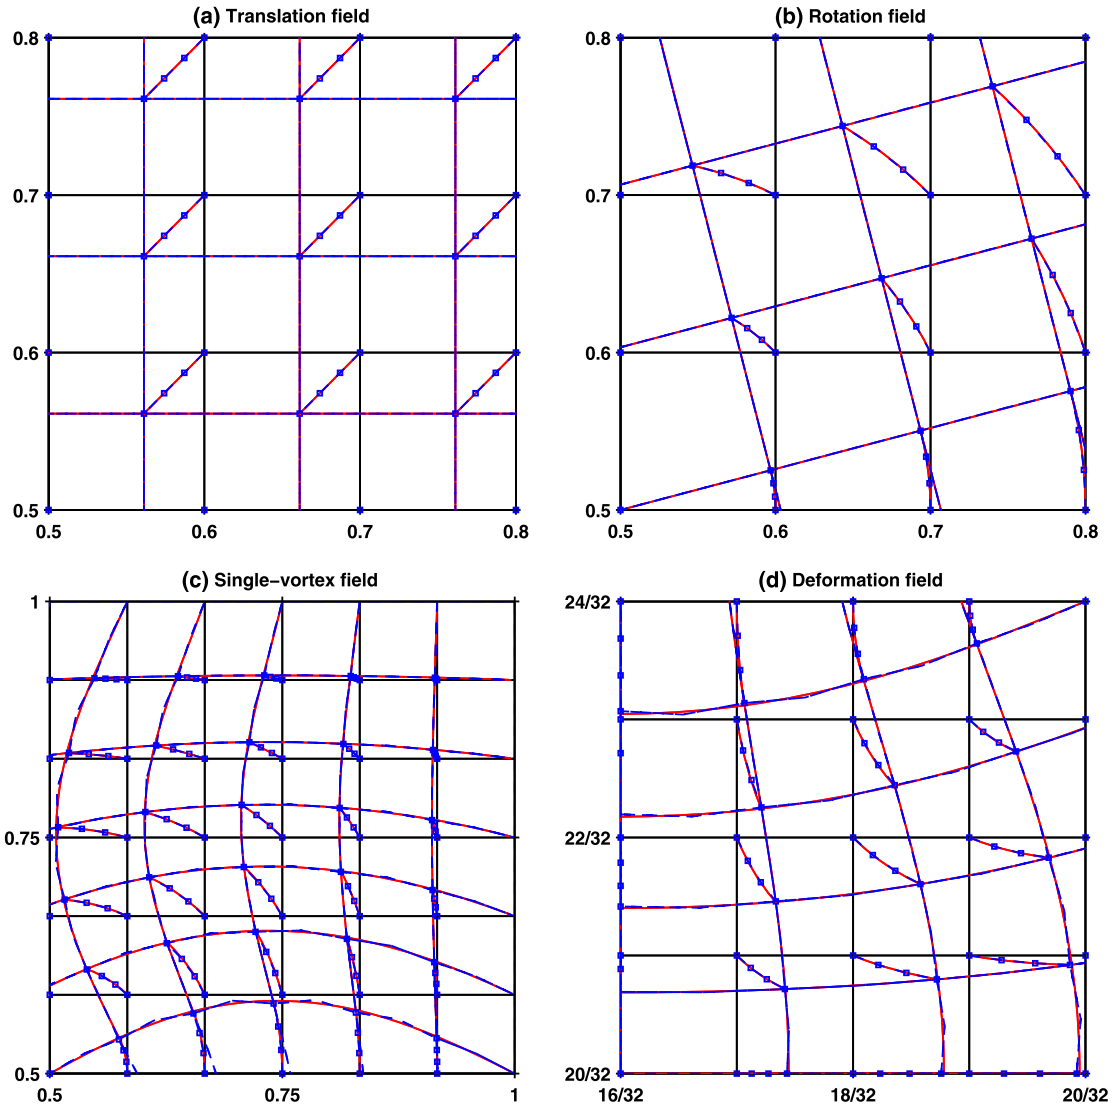 (a) Translation field
(b) Rotation field
0.8
0.7
0.6
0.5
0.5 0.6 0.7 0.8
0.8
0.7
0.6
0.5
0.5 0.6 0.7 0.8
(c) Single−vortex field
(d) Deformation field
1
0.75
0.5
0.5 0.75 1
24/32
22/32
20/32
16/32 18/32 20/32